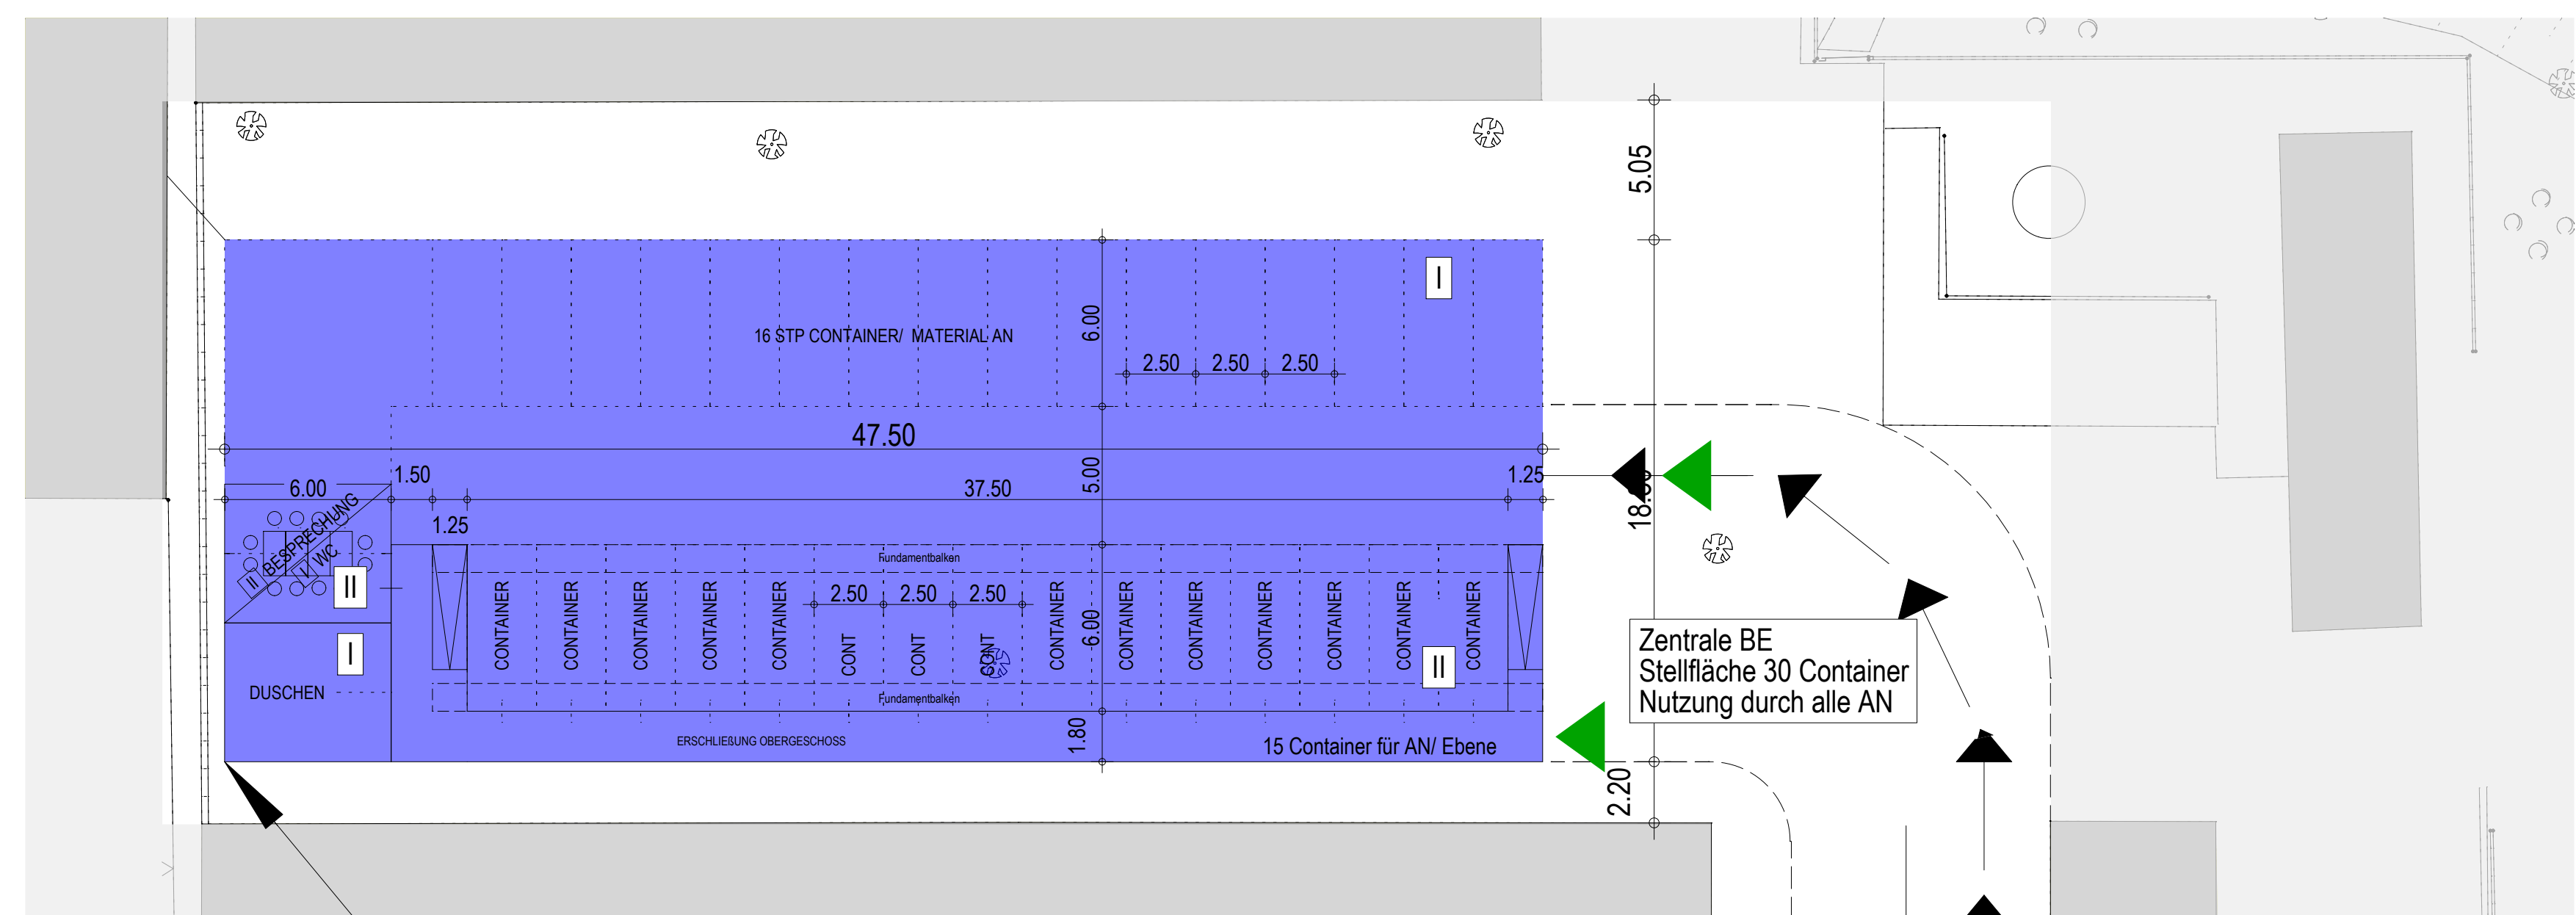 5.05
I
16 STP CONTAINER/ MATERIAL AN
6.00
2.50
2.50
2.50
47.50
1.50
5.00
1.25
6.00
37.50
1.25
BESPRECHUNG
II
WC
I
Fundamentbalken
II
CONTAINER
CONTAINER
CONTAINER
CONTAINER
CONTAINER
2.50
2.50
2.50
CONT
CONT
CONT
CONTAINER
6.00
CONTAINER
CONTAINER
CONTAINER
CONTAINER
CONTAINER
CONTAINER
II
I
DUSCHEN
Fundamentbalken
ERSCHLIEßUNG OBERGESCHOSS
1.80
15 Container für AN/ Ebene
Zentrale BE
Stellfläche 30 Container
Nutzung durch alle AN
2.20